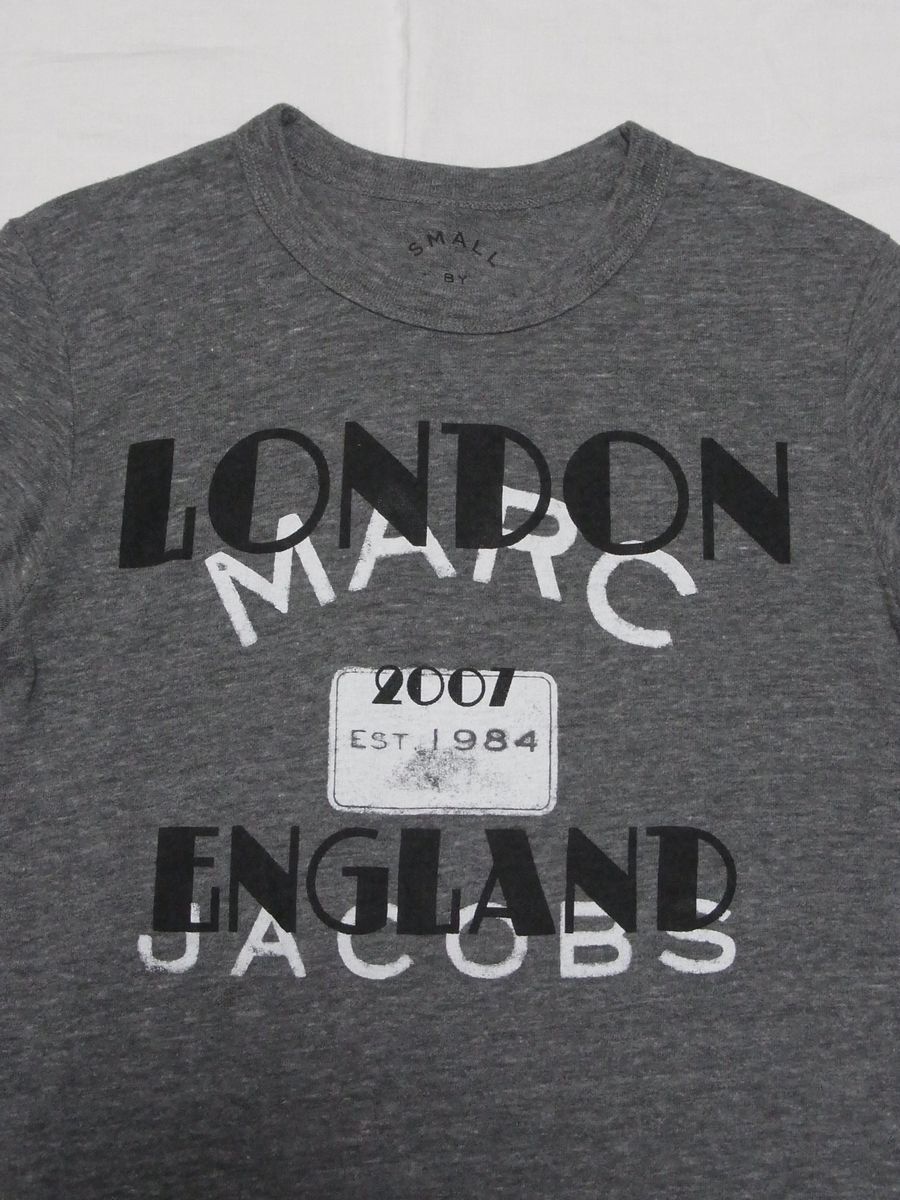 SMALL
BY
LONDON
MARC
2007
EST. 1984
ENGLAND
JACOBS